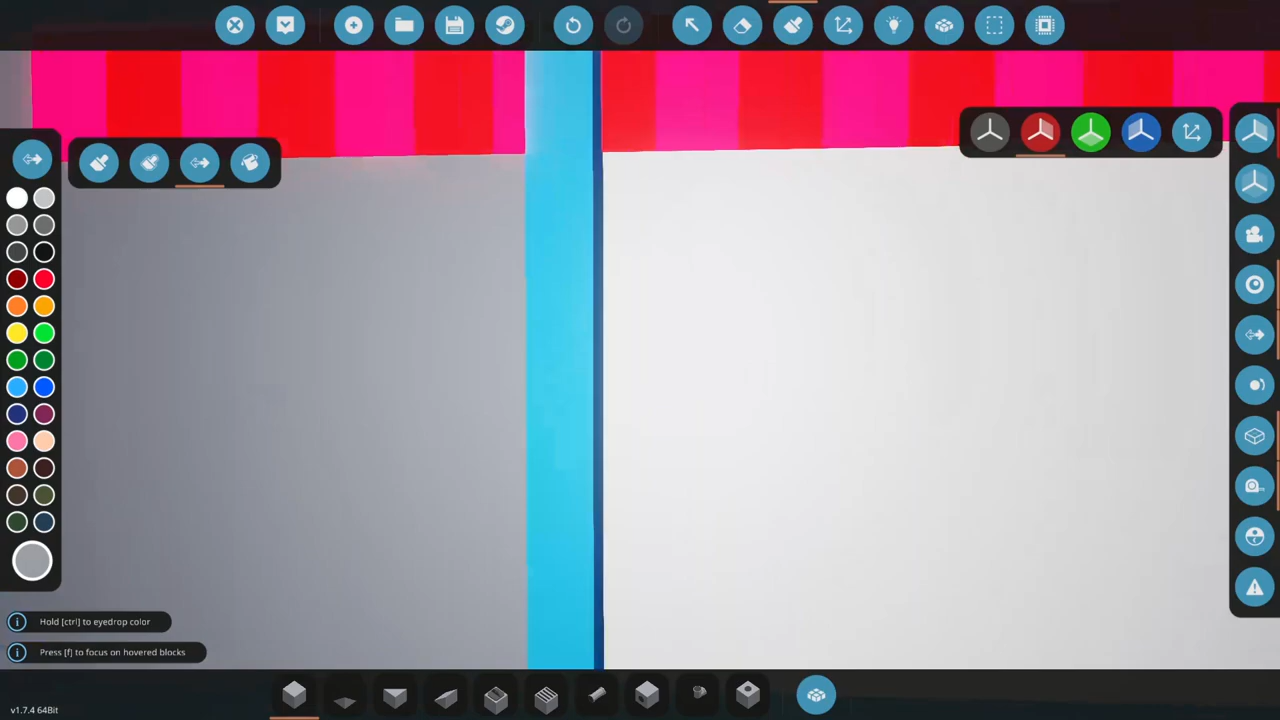 Hold [ctrl] to eyedrop color
Press [f] to focus on hovered blocks
v1.7.4 64Bit